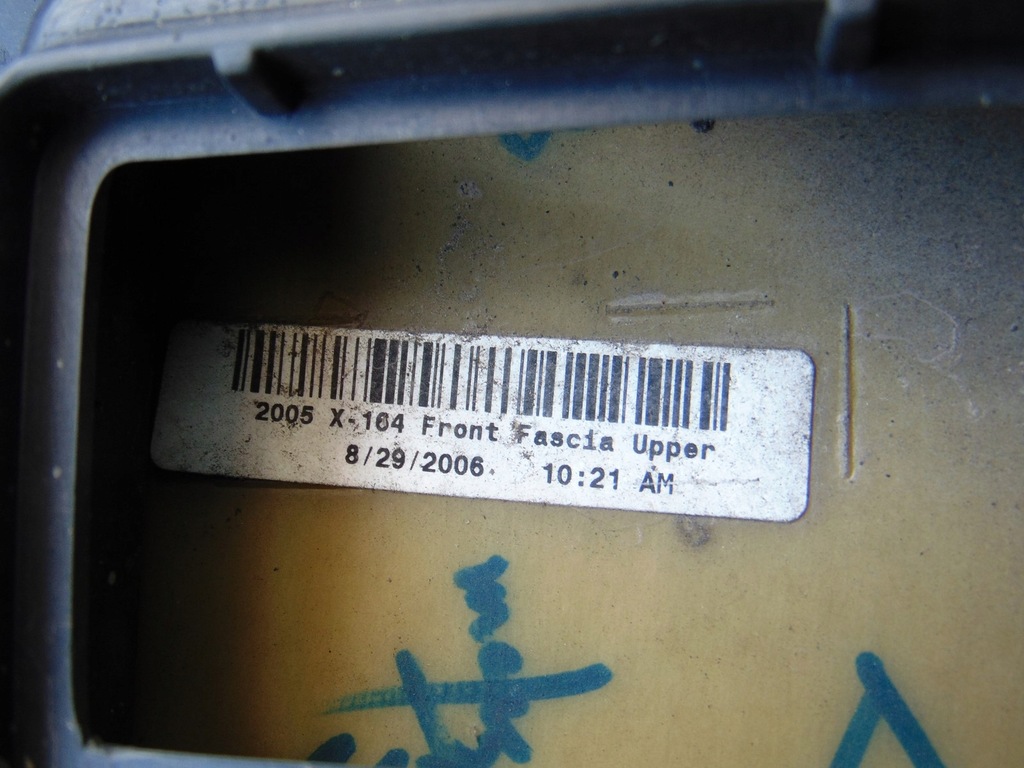 2005 X-164 Front Fascia Upper
8/29/2006 10:21 AM